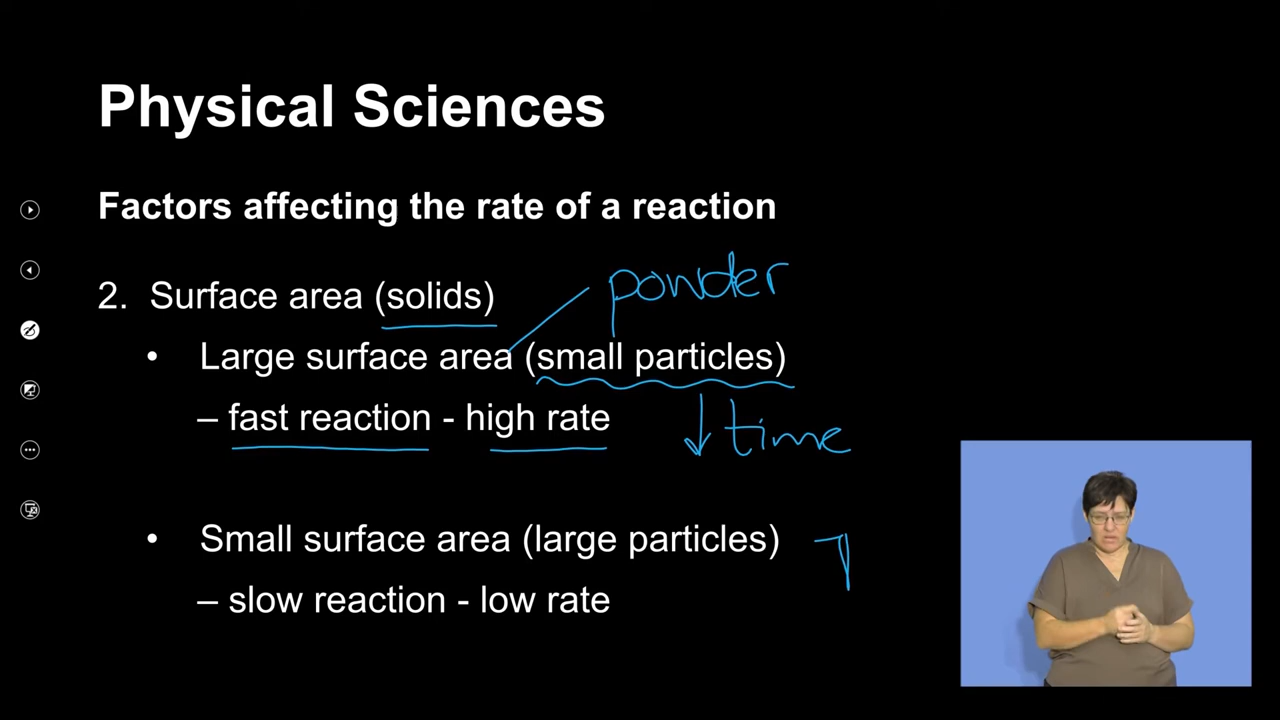 Physical Sciences
Factors affecting the rate of a reaction
powder
2. Surface area (solids)
• Large surface area (small particles)
– fast reaction - high rate
↓ time
• Small surface area (large particles)
– slow reaction - low rate